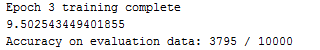 Epoch 3 training complete
9.502543449401855
Accuracy on evaluation data: 3795 / 10000